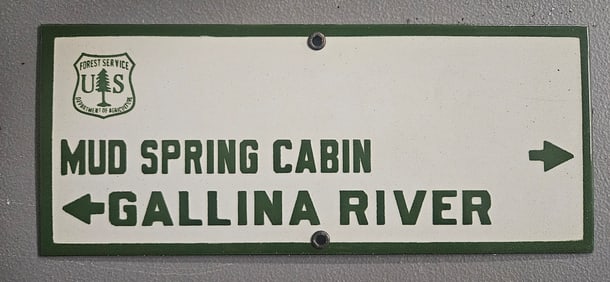 FOREST SERVICE
U S
DEPARTMENT OF AGRICULTURE
MUD SPRING CABIN
GALLINA RIVER